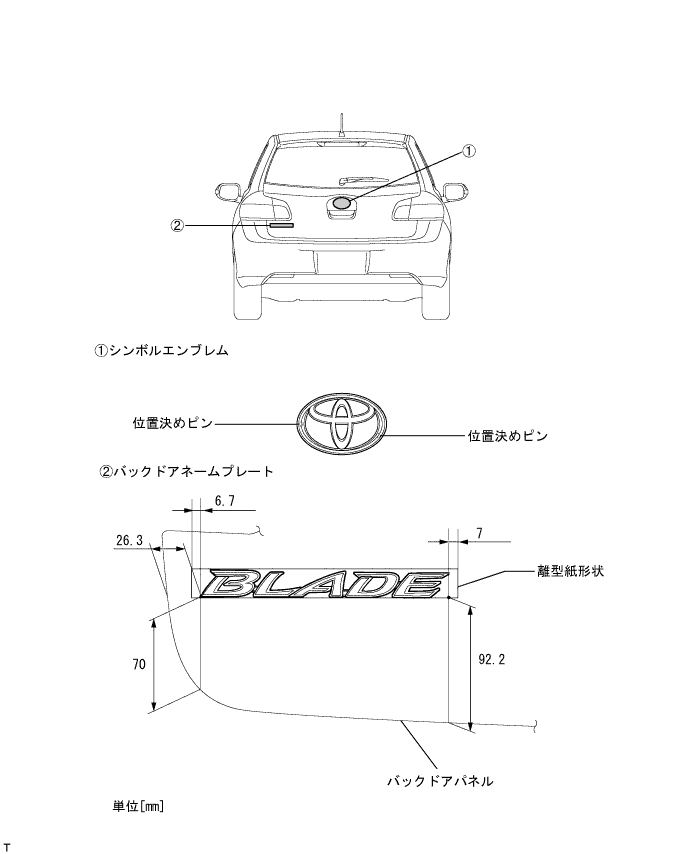 ①
②
①シンボルエンブレム
位置決めピン
位置決めピン
②バックドアネームプレート
6.7
7
26.3
BLADE
離型紙形状
70
92.2
バックドアパネル
単位[㎜]
T